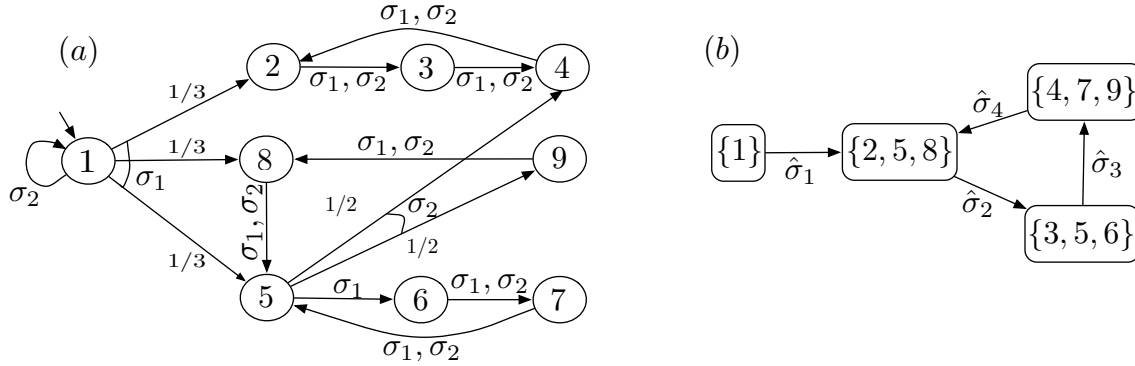 (a)
σ₁, σ₂
2
σ₁, σ₂
3
σ₁, σ₂
4
1/3
1
σ₂
σ₁
1/3
8
σ₁, σ₂
9
σ₁, σ₂
1/2
σ₂
1/2
1/3
5
σ₁
6
σ₁, σ₂
7
σ₁, σ₂
(b)
{1}
σ̂₁
{2, 5, 8}
σ̂₄
{4, 7, 9}
σ̂₃
σ̂₂
{3, 5, 6}